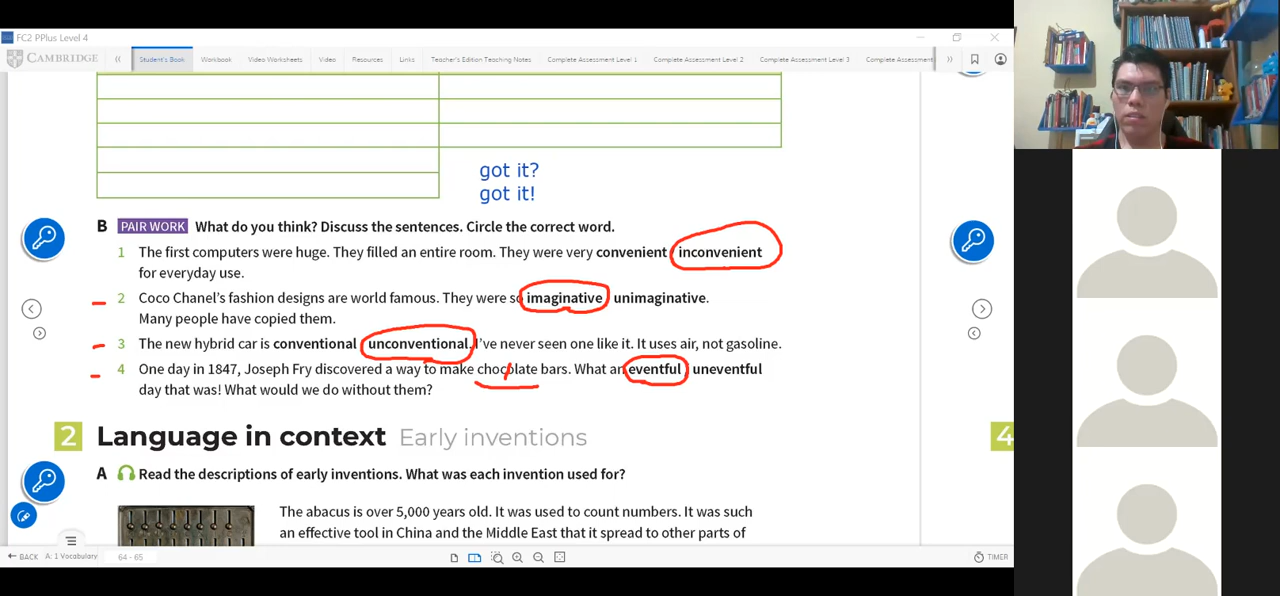 FC2 PPlus Level 4
CAMBRIDGE Student's Book Workbook Video Worksheets Video Resources Links Teacher's Edition Teaching Notes Complete Assessment Level 1 Complete Assessment Level 2 Complete Assessment Level 3 Complete Assessment
got it?
got it!
B PAIR WORK What do you think? Discuss the sentences. Circle the correct word.
1 The first computers were huge. They filled an entire room. They were very convenient inconvenient
for everyday use.
2 Coco Chanel's fashion designs are world famous. They were so imaginative unimaginative.
Many people have copied them.
3 The new hybrid car is conventional unconventional. I've never seen one like it. It uses air, not gasoline.
4 One day in 1847, Joseph Fry discovered a way to make chocolate bars. What an eventful uneventful
day that was! What would we do without them?
2 Language in context Early inventions
4
A Read the descriptions of early inventions. What was each invention used for?
The abacus is over 5,000 years old. It was used to count numbers. It was such
an effective tool in China and the Middle East that it spread to other parts of
BACK A: 1 Vocabulary 64 - 65 TIMER